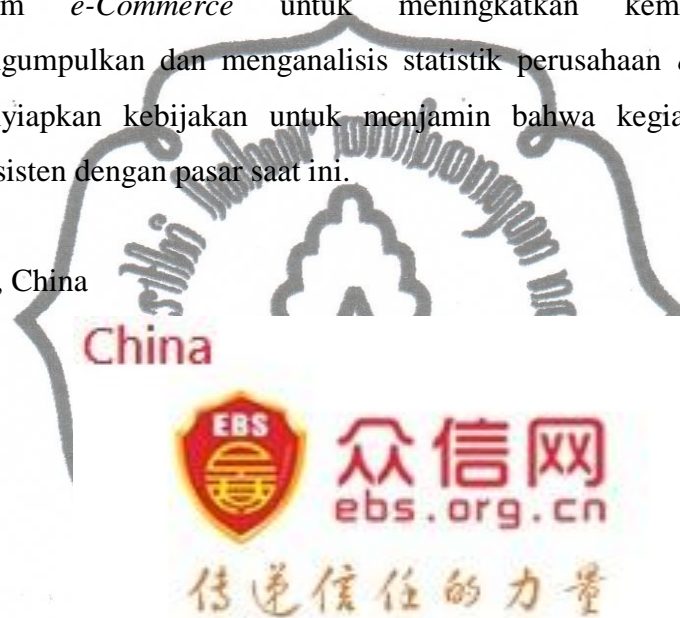 m e-Commerce untuk meningkatkan kem
gumpulkan dan menganalisis statistik perusahaan &
yiapkan kebijakan untuk menjamin bahwa kegia
sisten dengan pasar saat ini.
, China
China
EBS
众信网
ebs.org.cn
传递信任的力量